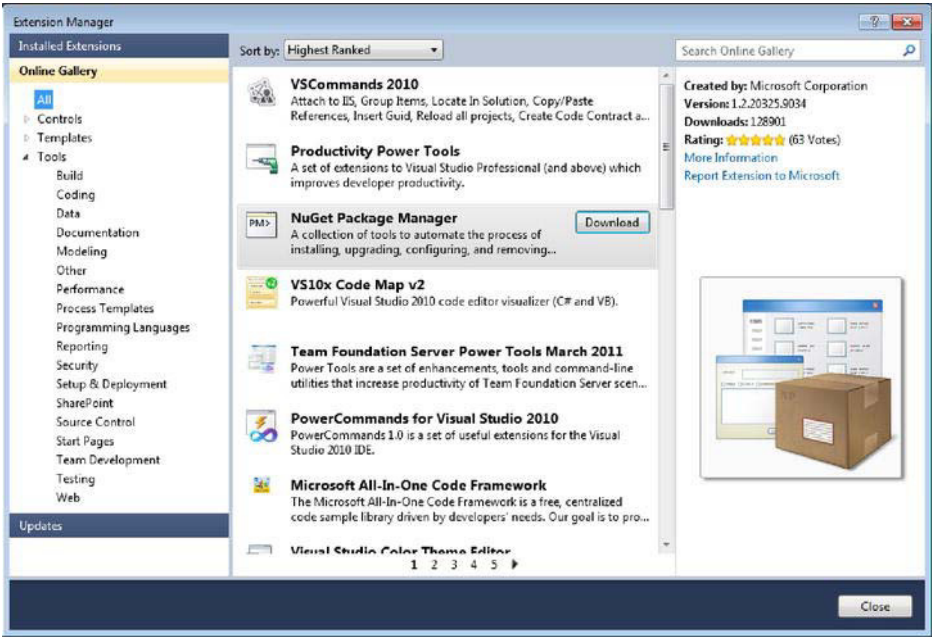 Extension Manager
Installed Extensions
Online Gallery
All
Controls
Templates
Tools
Build
Coding
Data
Documentation
Modeling
Other
Performance
Process Templates
Programming Languages
Reporting
Security
Setup & Deployment
SharePoint
Source Control
Start Pages
Team Development
Testing
Web
Updates
Sort by: Highest Ranked
VSCommands 2010
Attach to IIS, Group Items, Locate In Solution, Copy/Paste
References, Insert Guid, Reload all projects, Create Code Contract a...
Productivity Power Tools
A set of extensions to Visual Studio Professional (and above) which
improves developer productivity.
PM>
NuGet Package Manager
Download
A collection of tools to automate the process of
installing, upgrading, configuring, and removing...
VS10x Code Map v2
Powerful Visual Studio 2010 code editor visualizer (C# and VB).
Team Foundation Server Power Tools March 2011
Power Tools are a set of enhancements, tools and command-line
utilities that increase productivity of Team Foundation Server scen...
PowerCommands for Visual Studio 2010
PowerCommands 1.0 is a set of useful extensions for the Visual
Studio 2010 IDE.
Microsoft All-In-One Code Framework
The Microsoft All-In-One Code Framework is a free, centralized
code sample library driven by developers' needs. Our goal is to pro...
Visual Studio Color Theme Editor
1 2 3 4 5
Search Online Gallery
Created by: Microsoft Corporation
Version: 1.2.20325.9034
Downloads: 128901
Rating: (63 Votes)
More Information
Report Extension to Microsoft
Close